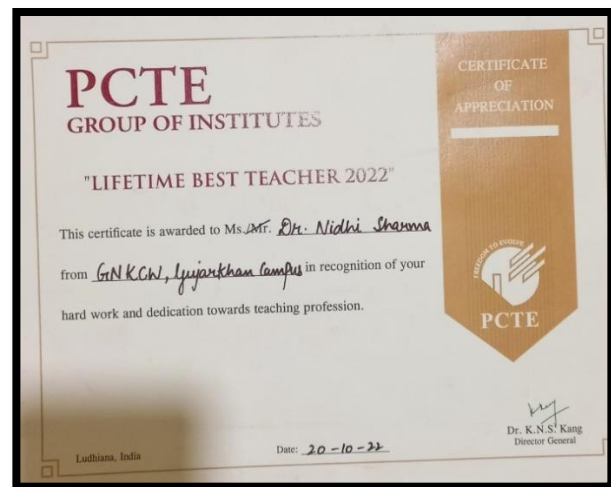 PCTE
GROUP OF INSTITUTES
CERTIFICATE
OF
APPRECIATION
"LIFETIME BEST TEACHER 2022"
This certificate is awarded to Ms./Mr. Dr. Nidhi Sharma
from GNKCW, Gujarkhan Campus in recognition of your
hard work and dedication towards teaching profession.
FREEDOM TO EVOLVE
PCTE
Dr. K.N.S. Kang
Director General
Ludhiana, India
Date: 20-10-22